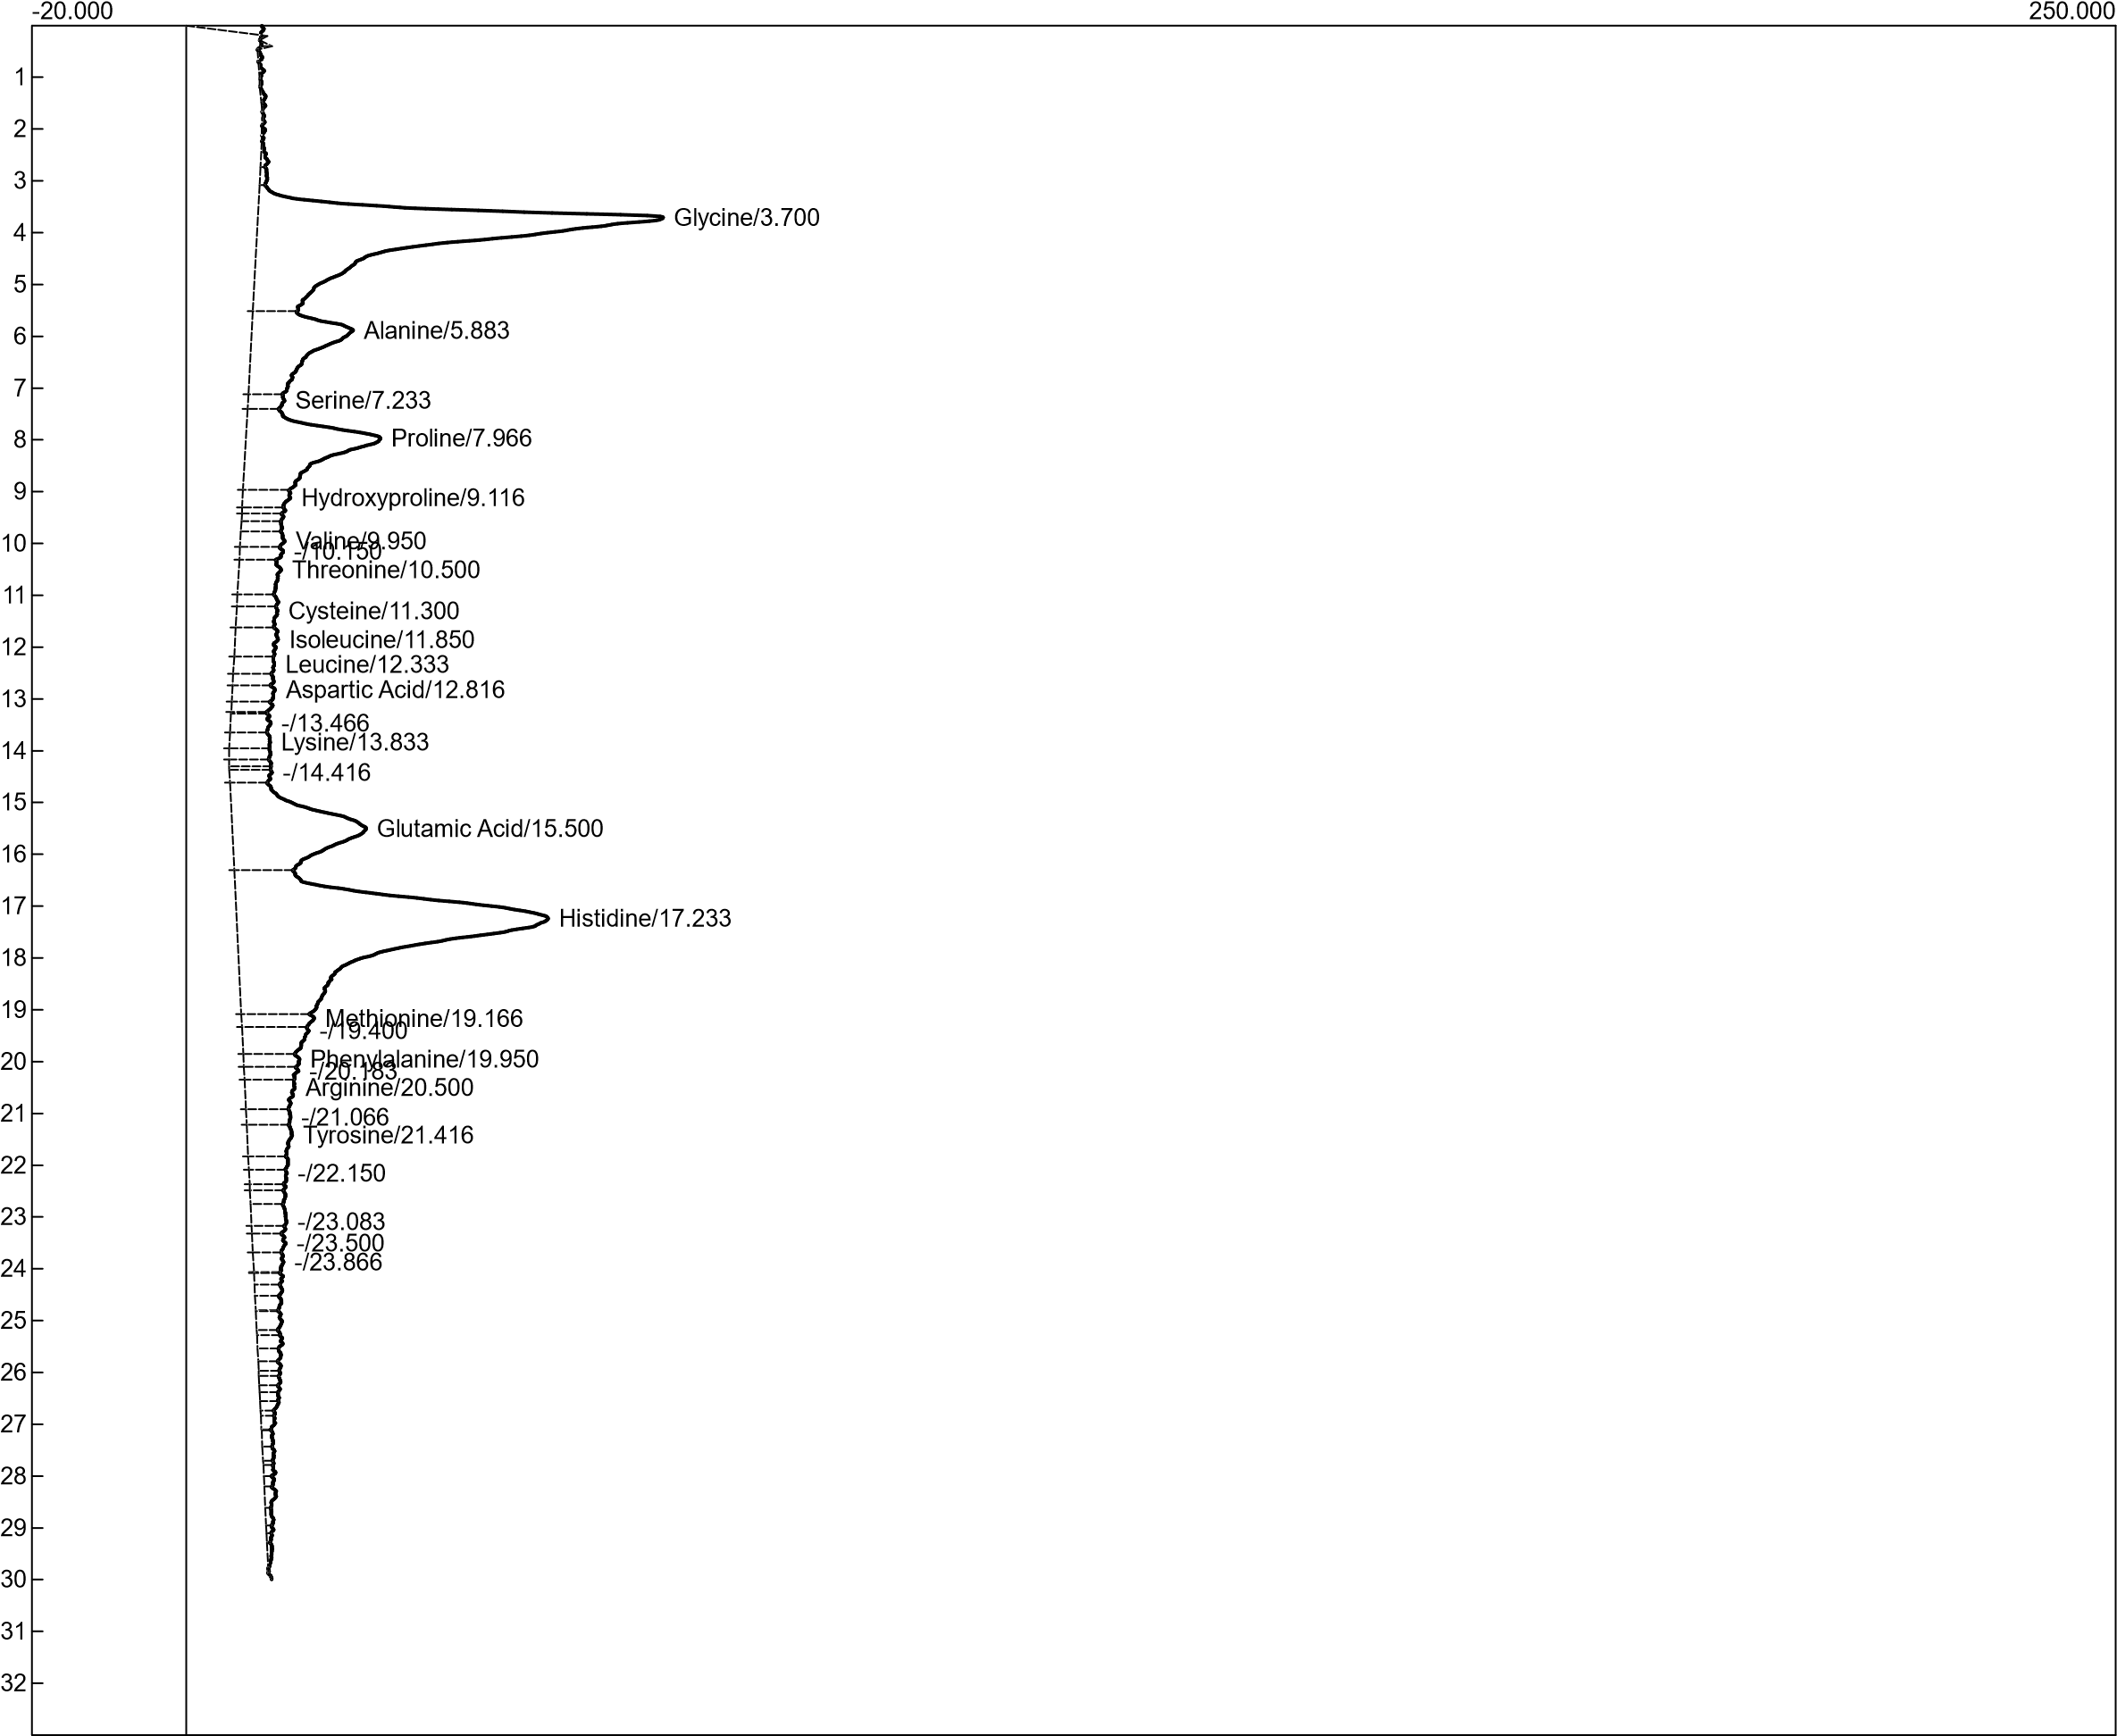 -20.000 250.000
1
2
3
Glycine/3.700
4
5
Alanine/5.883
6
7
Serine/7.233
Proline/7.966
8
9
Hydroxyproline/9.116
Valine/9.950
10
-/10.150
Threonine/10.500
11
Cysteine/11.300
Isoleucine/11.850
12
Leucine/12.333
Aspartic Acid/12.816
13
-/13.466
Lysine/13.833
14
-/14.416
15
Glutamic Acid/15.500
16
17
Histidine/17.233
18
19
Methionine/19.166
-/19.400
Phenylalanine/19.950
20
-/20.183
Arginine/20.500
21
-/21.066
Tyrosine/21.416
22
-/22.150
23
-/23.083
-/23.500
-/23.866
24
25
26
27
28
29
30
31
32